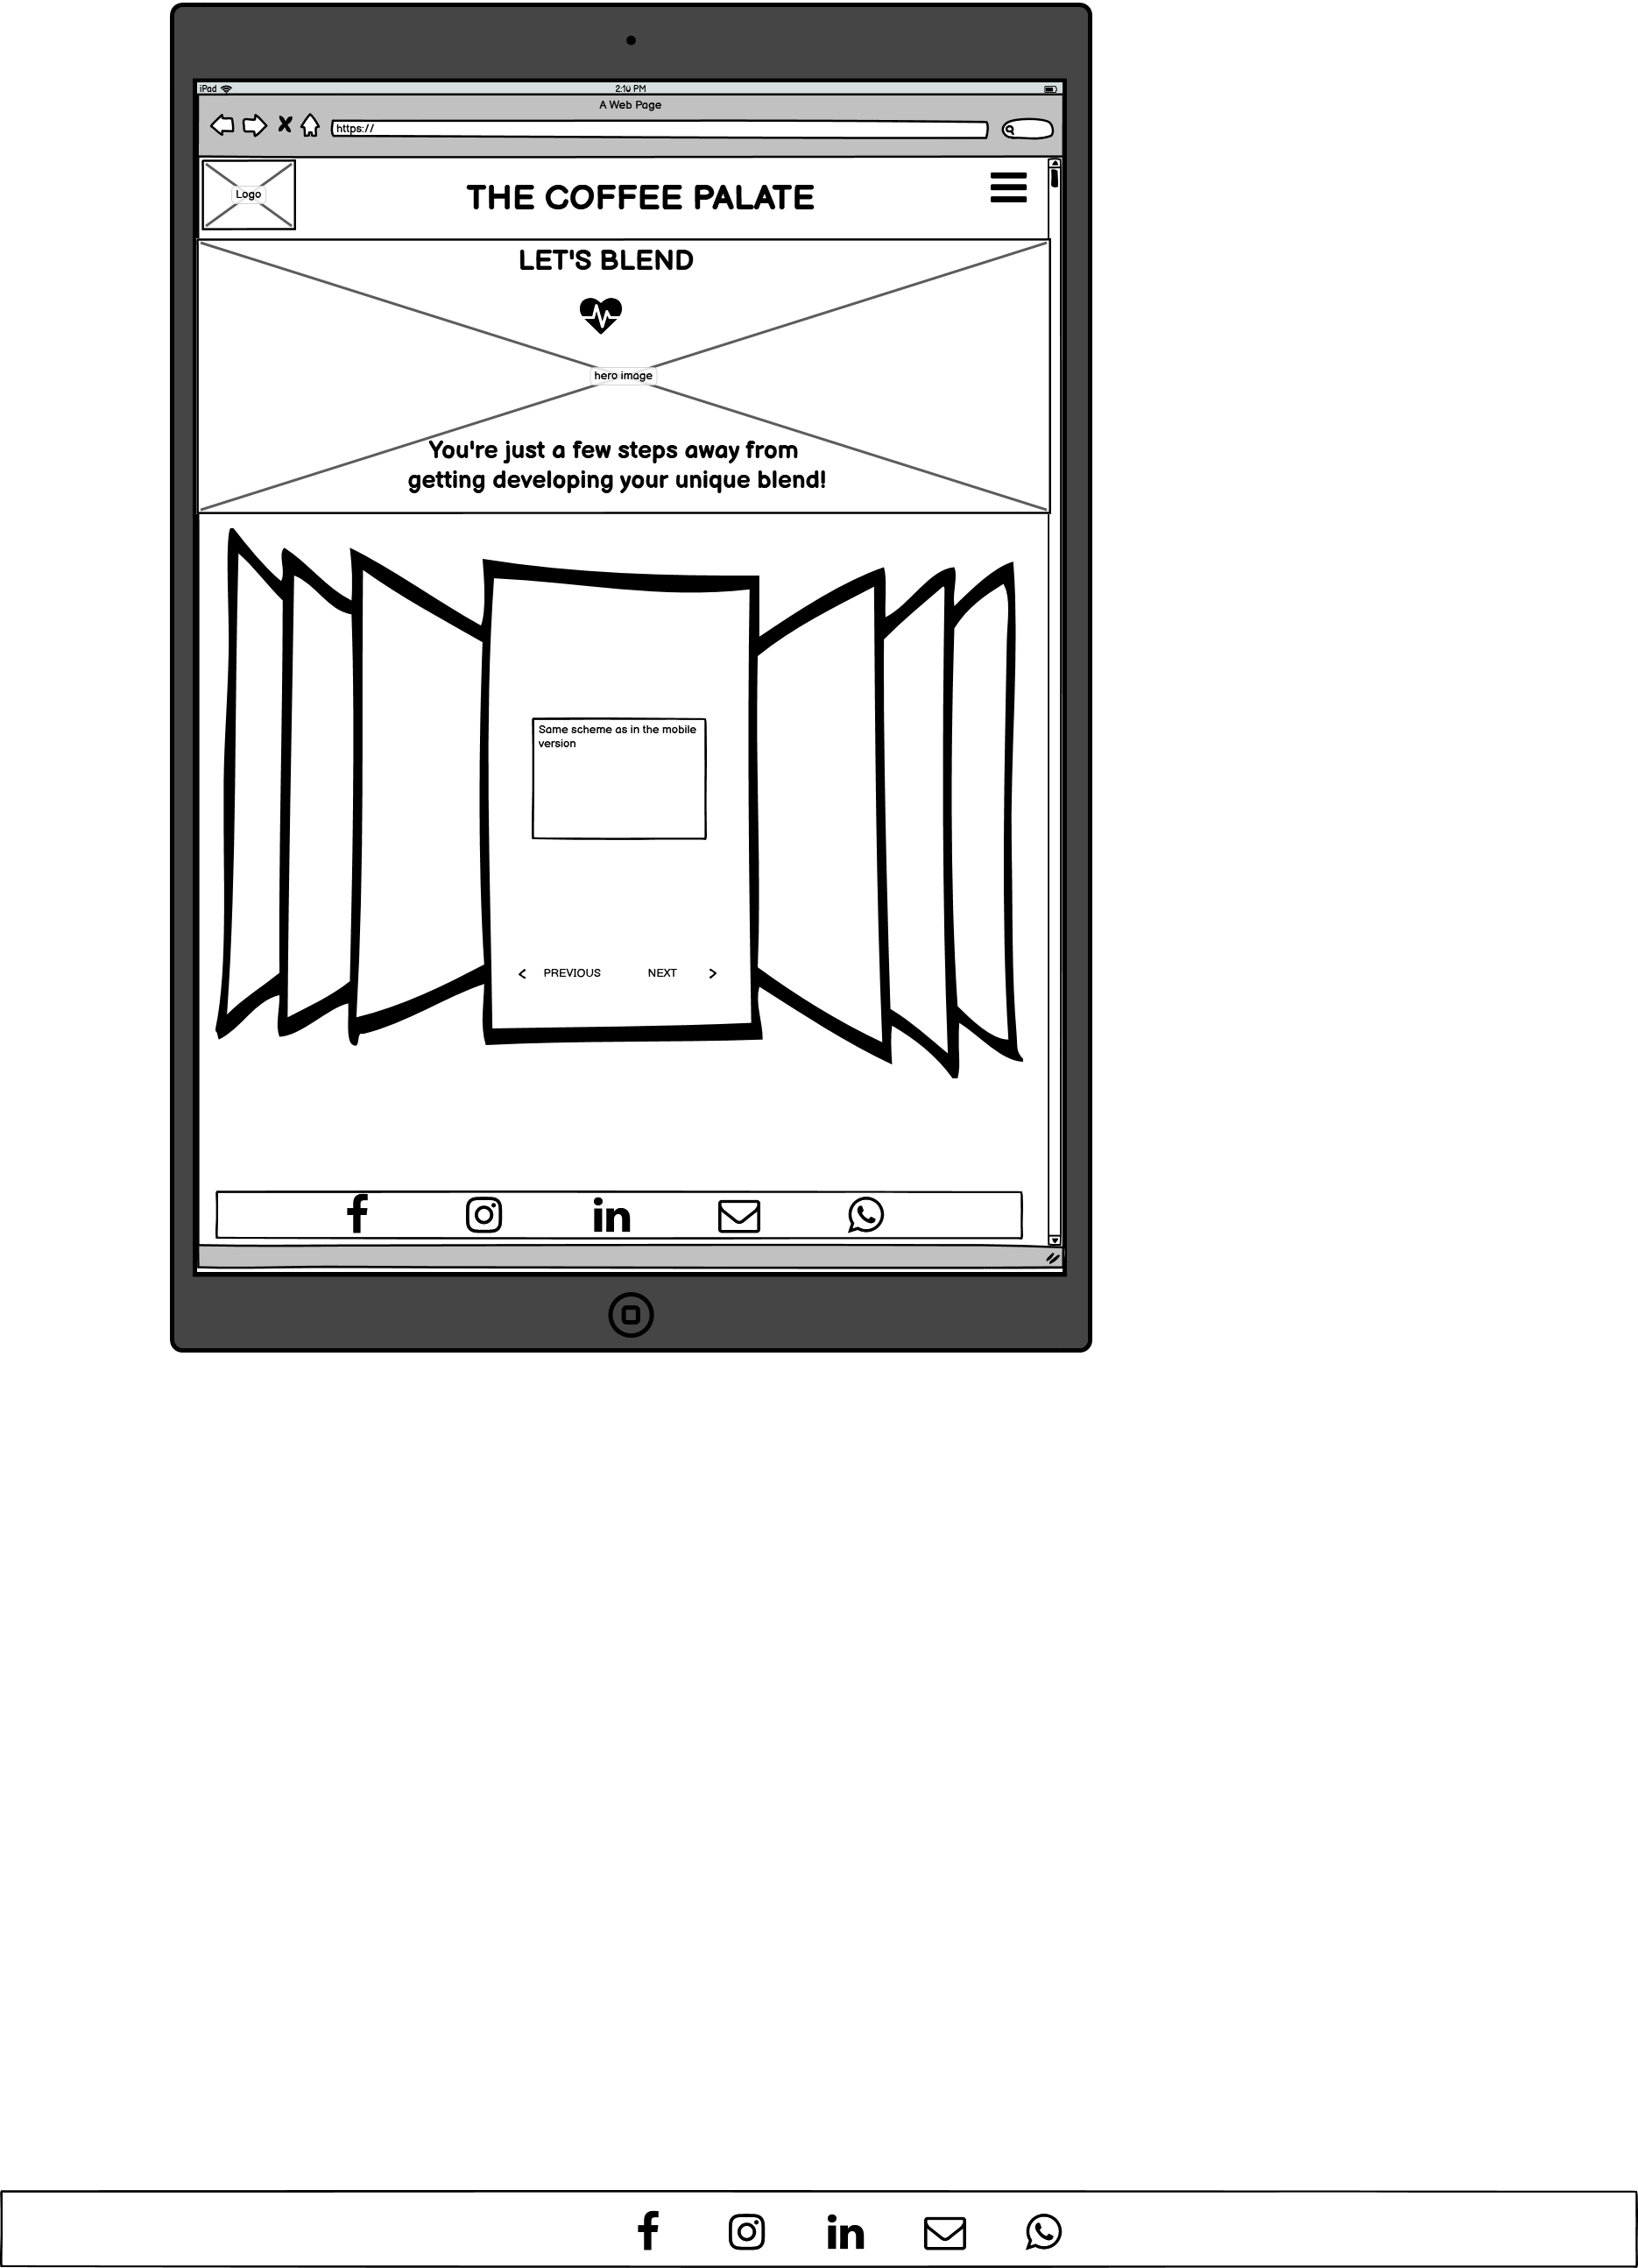 iPad
2:10 PM
A Web Page
https://
Logo
THE COFFEE PALATE
LET'S BLEND
hero image
You're just a few steps away from
getting developing your unique blend!
Same scheme as in the mobile
version
PREVIOUS NEXT